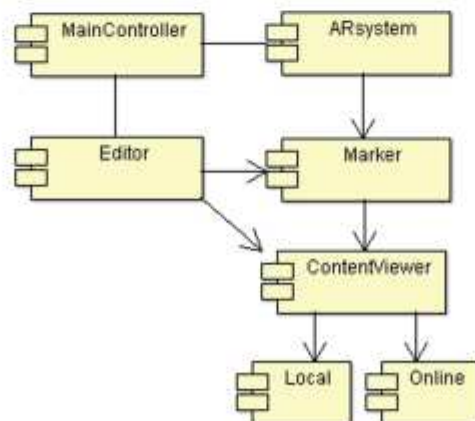 MainController
ARsystem
Editor
Marker
ContentViewer
Local
Online